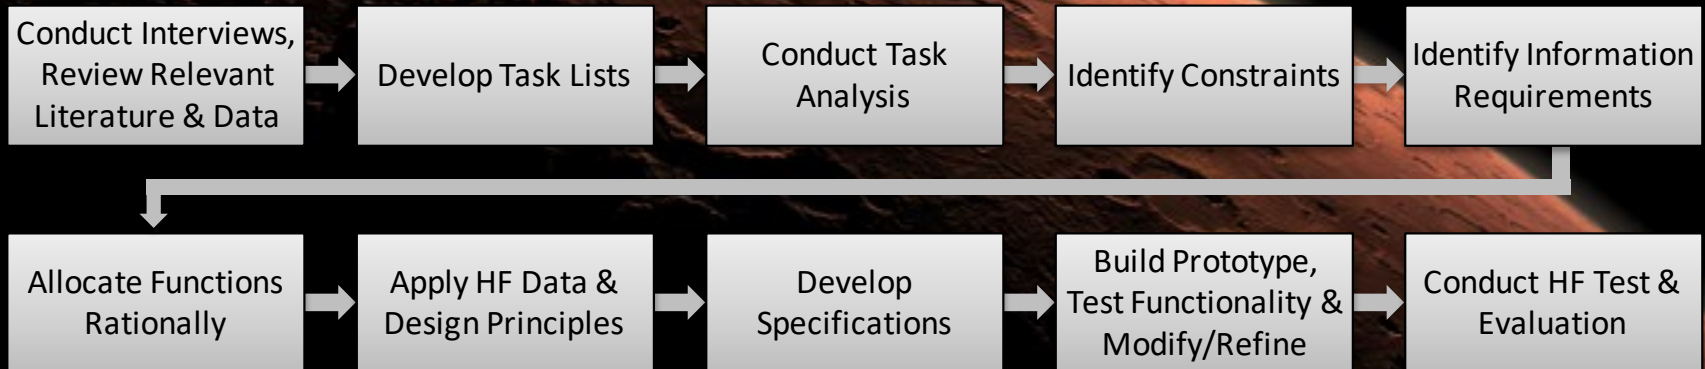 Conduct Interviews,
Review Relevant
Literature & Data
Develop Task Lists
Conduct Task
Analysis
Identify Constraints
Identify Information
Requirements
Allocate Functions
Rationally
Apply HF Data &
Design Principles
Develop
Specifications
Build Prototype,
Test Functionality &
Modify/Refine
Conduct HF Test &
Evaluation